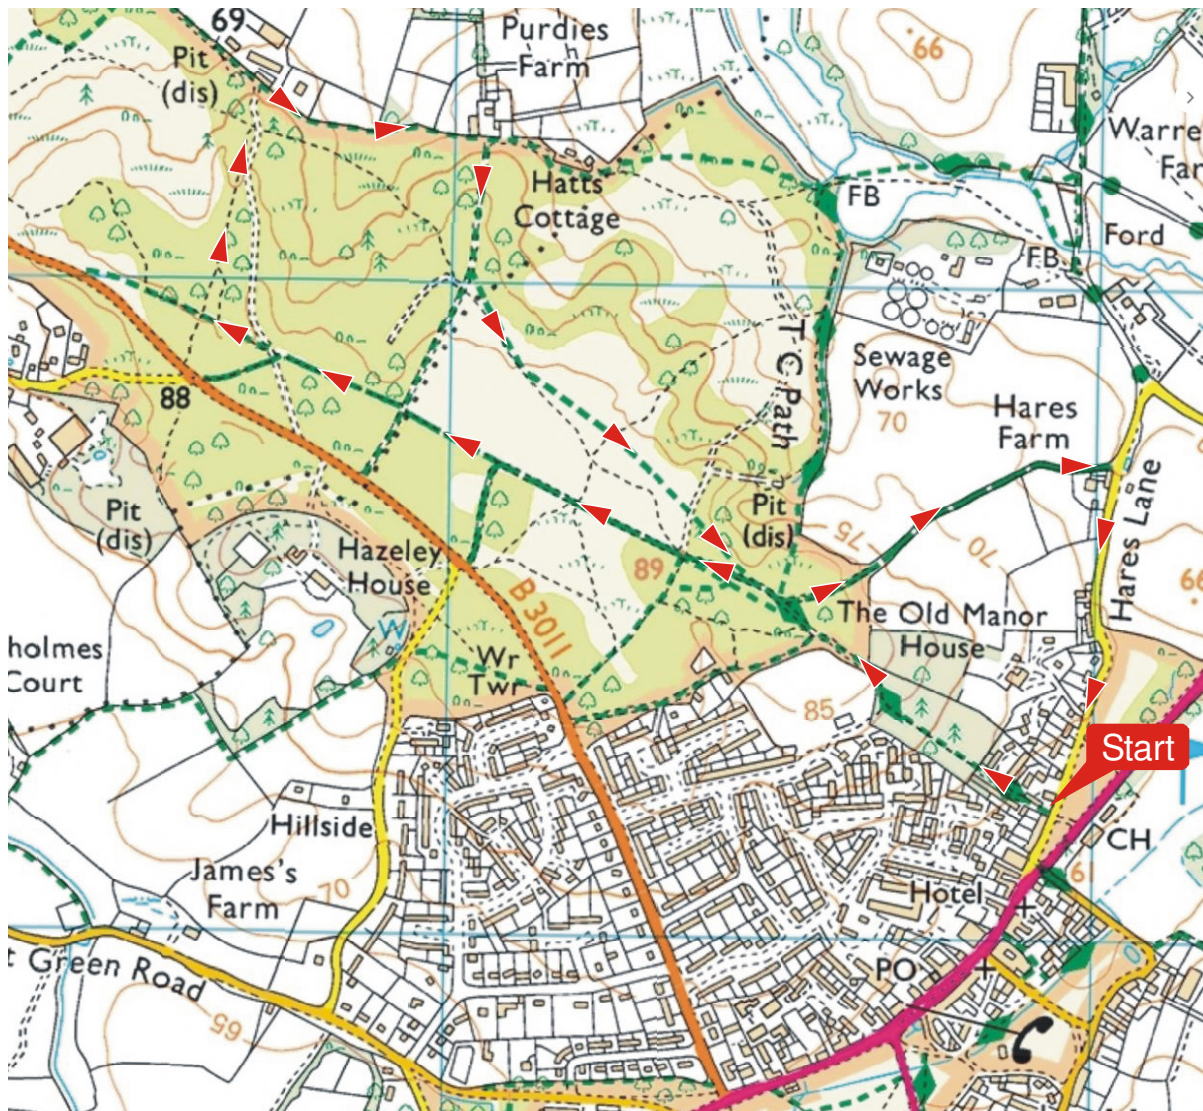 69
Purdies
Farm
66
Pit
(dis)
Warre
Far
Hatts
Cottage
FB
Ford
FB
T C Path
Sewage
Works
88
70
Hares
Farm
Pit
(dis)
Pit
(dis)
Hares Lane
75
70
Hazeley
House
89
B 3011
The Old Manor
House
W
holmes
Court
Wr
Twr
85
Start
Hillside
CH
James's
Farm
70
61
Hotel
t Green Road
PO
65